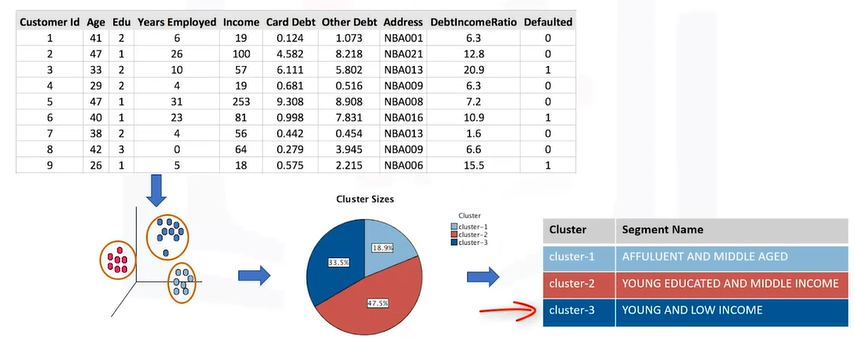 Customer Id Age Edu Years Employed Income Card Debt Other Debt Address DebtIncomeRatio Defaulted
1 41 2 6 19 0.124 1.073 NBA001 6.3 0
2 47 1 26 100 4.582 8.218 NBA021 12.8 0
3 33 2 10 57 6.111 5.802 NBA013 20.9 1
4 29 2 4 19 0.681 0.516 NBA009 6.3 0
5 47 1 31 253 9.308 8.908 NBA008 7.2 0
6 40 1 23 81 0.998 7.831 NBA016 10.9 1
7 38 2 4 56 0.442 0.454 NBA013 1.6 0
8 42 3 0 64 0.279 3.945 NBA009 6.6 0
9 26 1 5 18 0.575 2.215 NBA006 15.5 1
Cluster Sizes
Cluster
cluster-1
cluster-2
cluster-3
18.9%
33.5%
47.5%
Cluster Segment Name
cluster-1 AFFULUENT AND MIDDLE AGED
cluster-2 YOUNG EDUCATED AND MIDDLE INCOME
cluster-3 YOUNG AND LOW INCOME